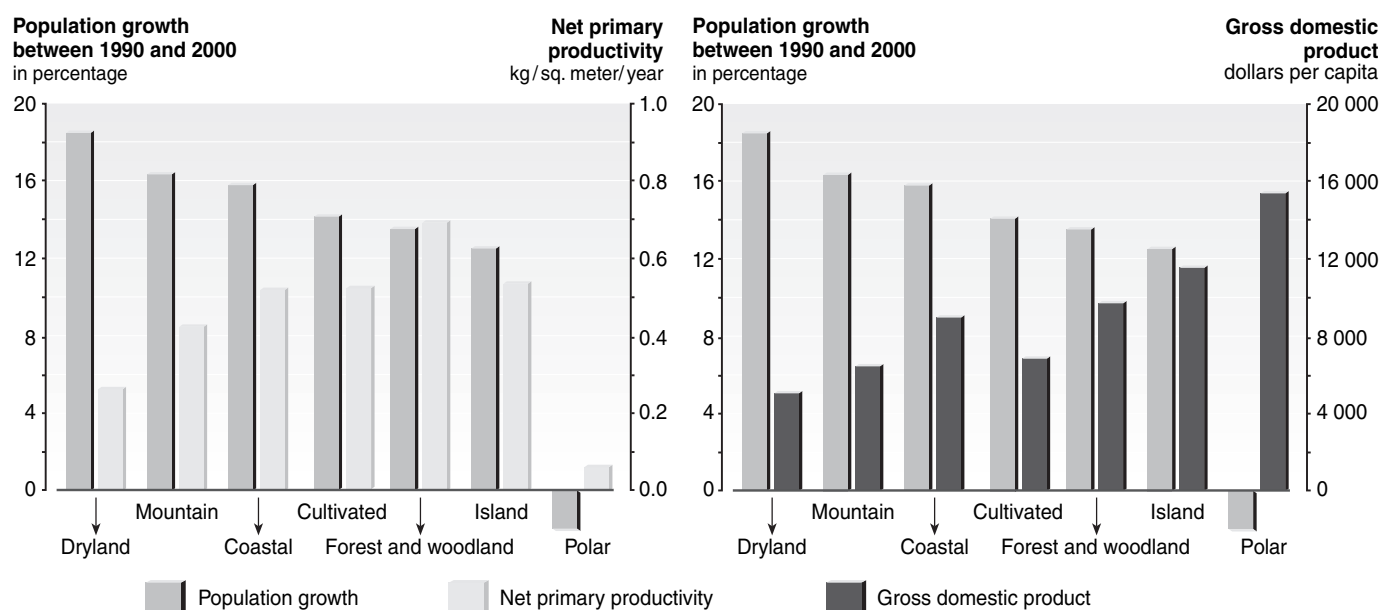 Population growth
between 1990 and 2000
in percentage
Net primary
productivity
kg/sq. meter/year
20
16
12
8
4
0
1.0
0.8
0.6
0.4
0.2
0.0
Mountain
Cultivated
Island
Dryland
Coastal
Forest and woodland
Polar
Population growth
between 1990 and 2000
in percentage
Gross domestic
product
dollars per capita
20
16
12
8
4
0
20 000
16 000
12 000
8 000
4 000
0
Mountain
Cultivated
Island
Dryland
Coastal
Forest and woodland
Polar
Population growth
Net primary productivity
Gross domestic product